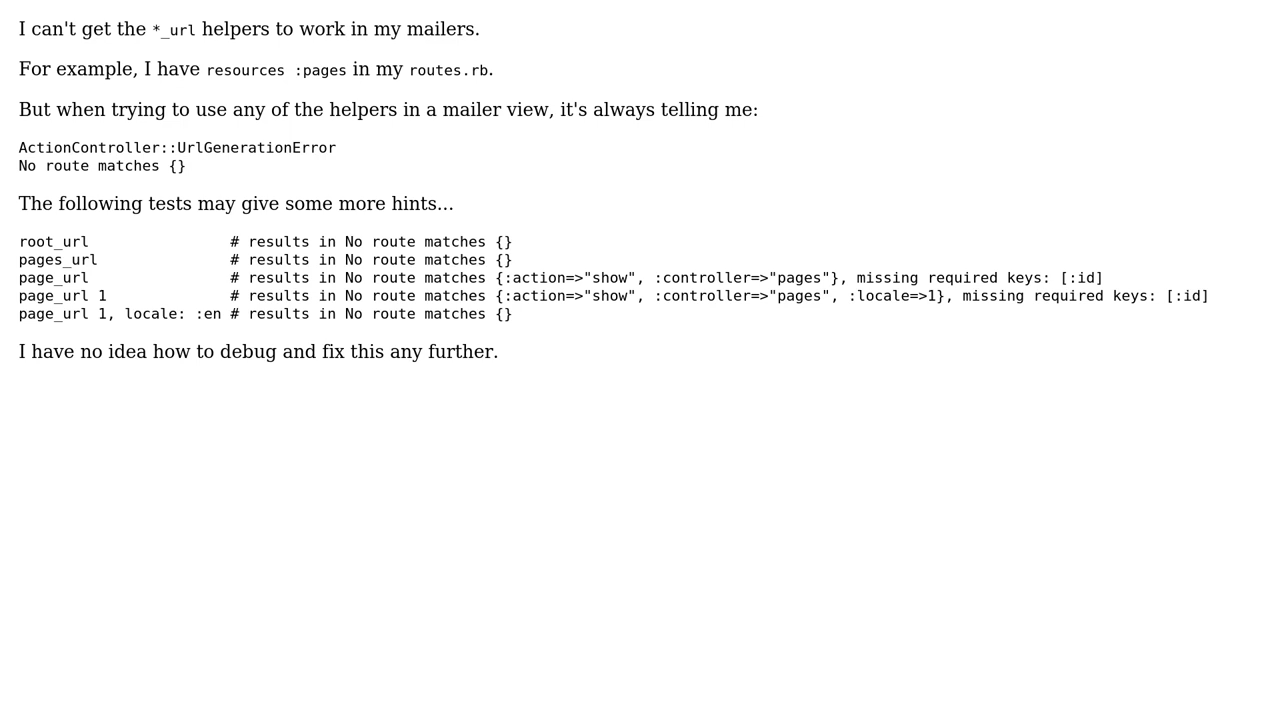 I can't get the *_url helpers to work in my mailers.
For example, I have resources :pages in my routes.rb.
But when trying to use any of the helpers in a mailer view, it's always telling me:
ActionController::UrlGenerationError
No route matches {}
The following tests may give some more hints...
root_url                # results in No route matches {}
pages_url               # results in No route matches {}
page_url                # results in No route matches {:action=>"show", :controller=>"pages"}, missing required keys: [:id]
page_url 1              # results in No route matches {:action=>"show", :controller=>"pages", :locale=>1}, missing required keys: [:id]
page_url 1, locale: :en # results in No route matches {}
I have no idea how to debug and fix this any further.